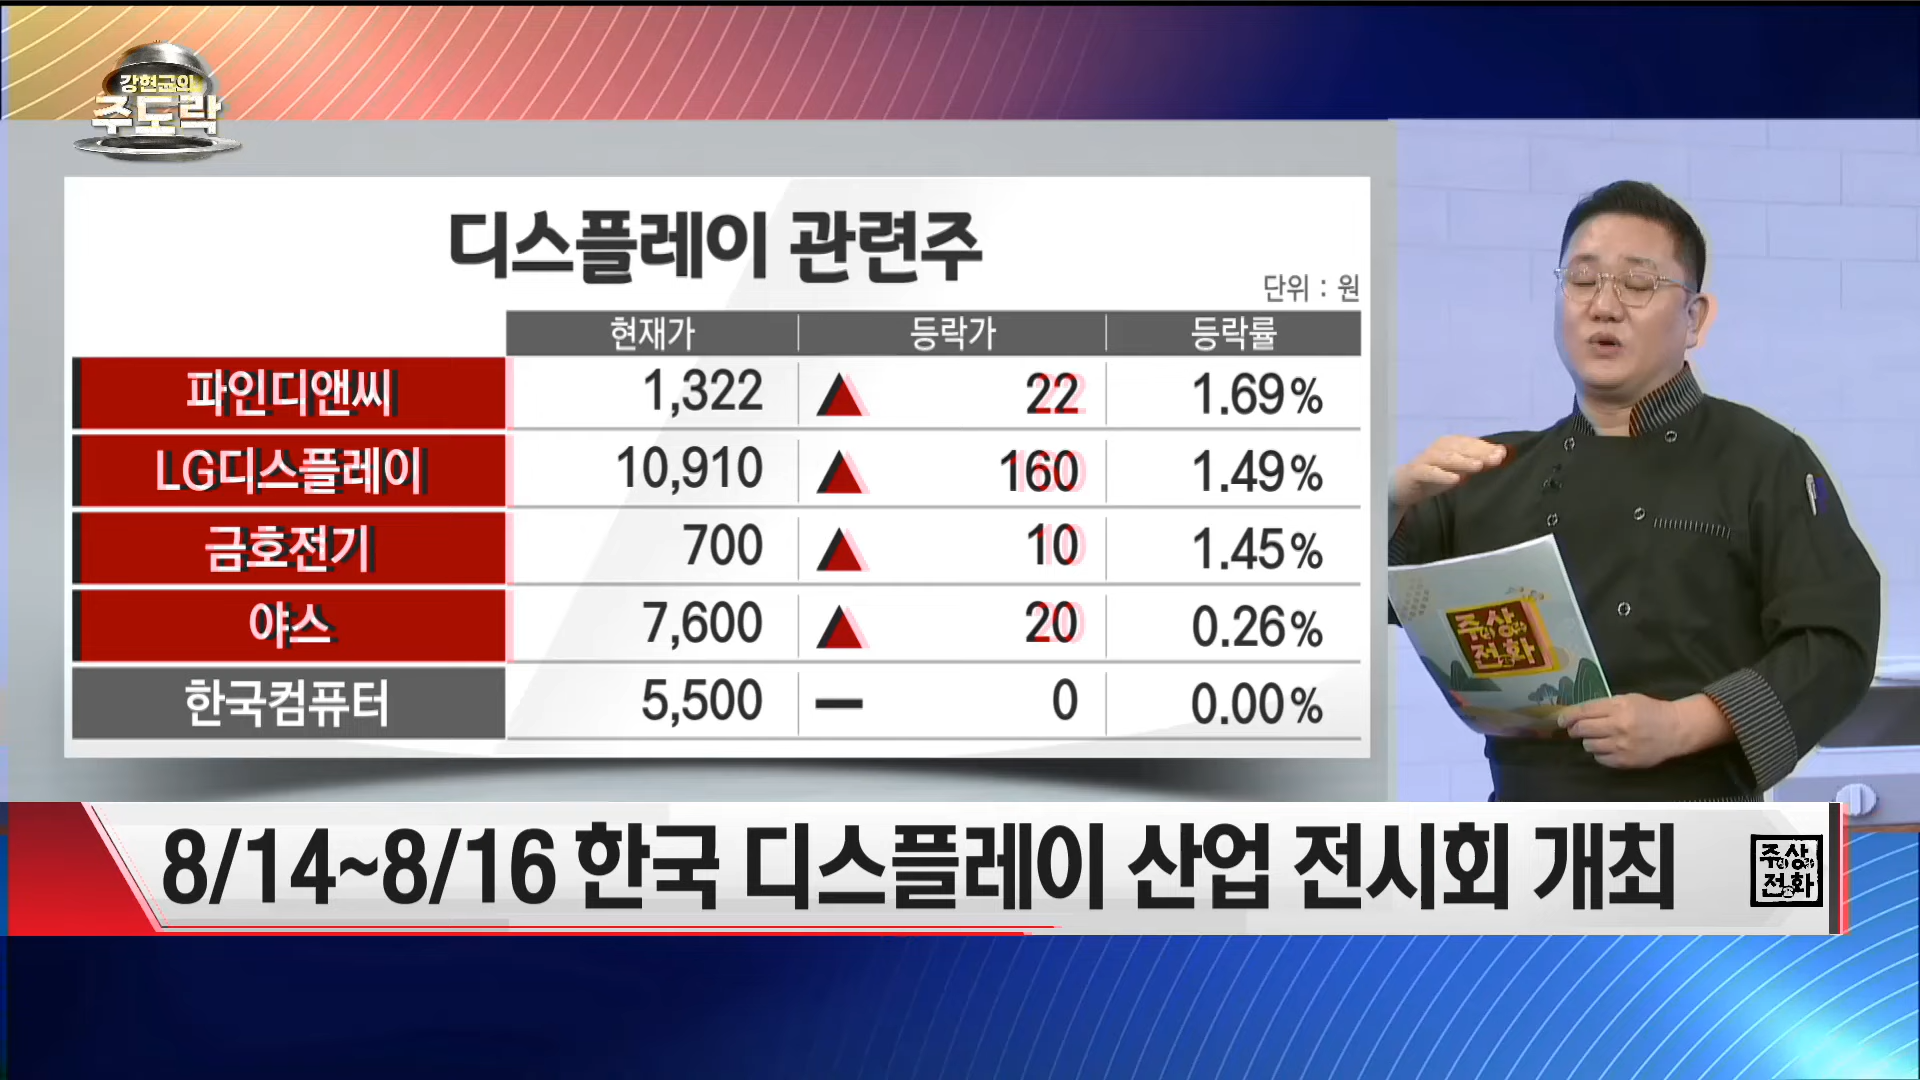 강현균의
주도락
디스플레이 관련주
단위 : 원
현재가 등락가 등락률
파인디앤씨 1,322 ▲ 22 1.69%
LG디스플레이 10,910 ▲ 160 1.49%
금호전기 700 ▲ 10 1.45%
야스 7,600 ▲ 20 0.26%
한국컴퓨터 5,500 ー 0 0.00%
주상
전화
8/14~8/16 한국 디스플레이 산업 전시회 개최
주상
전화